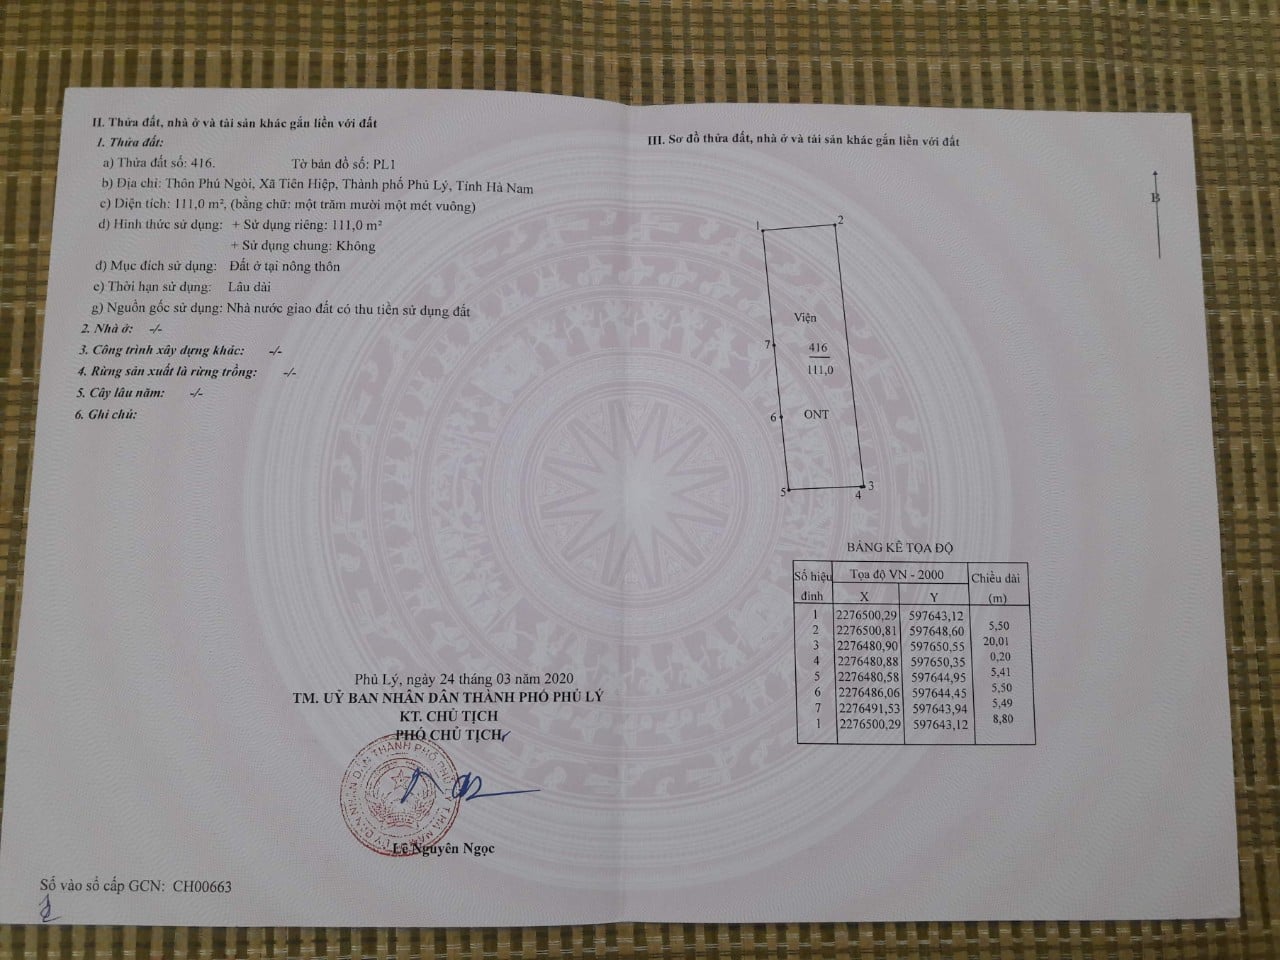 II. Thửa đất, nhà ở và tài sản khác gắn liền với đất
1. Thửa đất:
a) Thửa đất số: 416. Tờ bản đồ số: PL1
b) Địa chỉ: Thôn Phú Ngòi, Xã Tiên Hiệp, Thành phố Phủ Lý, Tỉnh Hà Nam
c) Diện tích: 111,0 m², (bằng chữ: một trăm mười một mét vuông)
d) Hình thức sử dụng: + Sử dụng riêng: 111,0 m²
+ Sử dụng chung: Không
đ) Mục đích sử dụng: Đất ở tại nông thôn
e) Thời hạn sử dụng: Lâu dài
g) Nguồn gốc sử dụng: Nhà nước giao đất có thu tiền sử dụng đất
2. Nhà ở: -/-
3. Công trình xây dựng khác: -/-
4. Rừng sản xuất là rừng trồng: -/-
5. Cây lâu năm: -/-
6. Ghi chú:
Phủ Lý, ngày 24 tháng 03 năm 2020
TM. UỶ BAN NHÂN DÂN THÀNH PHỐ PHỦ LÝ
KT. CHỦ TỊCH
PHÓ CHỦ TỊCH
Lê Nguyên Ngọc
Số vào sổ cấp GCN: CH00663
III. Sơ đồ thửa đất, nhà ở và tài sản khác gắn liền với đất
B
1 2
Viện
7 416
111,0
6 ONT
5 4 3
BẢNG KÊ TỌA ĐỘ
Số hiệu đỉnh Tọa độ VN - 2000 Chiều dài (m)
X Y
1 2276500,29 597643,12
5,50
2 2276500,81 597648,60
20,01
3 2276480,90 597650,55
0,20
4 2276480,88 597650,35
5,41
5 2276480,58 597644,95
5,50
6 2276486,06 597644,45
5,49
7 2276491,53 597643,94
8,80
1 2276500,29 597643,12